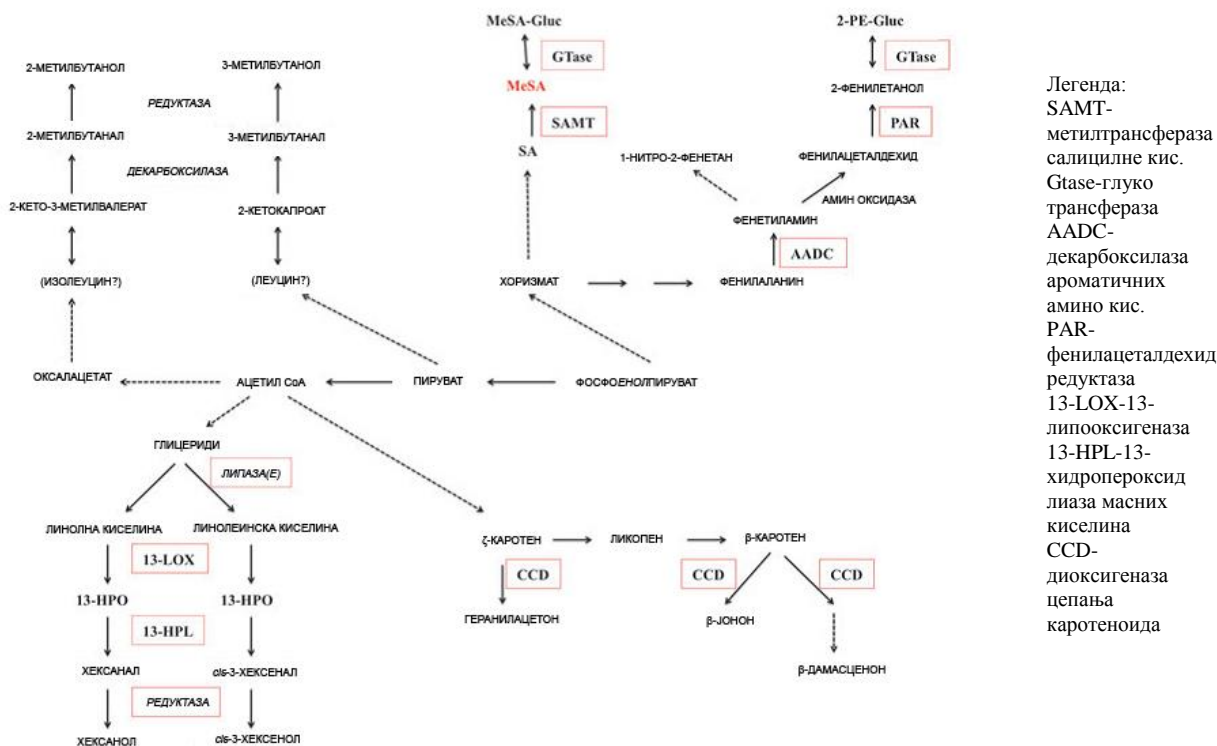 MeSA-Gluc
2-PE-Gluc
GTase
GTase
2-МЕТИЛБУТАНОЛ
3-МЕТИЛБУТАНОЛ
MeSA
2-ФЕНИЛЕТАНОЛ
РЕДУКТАЗА
SAMT
PAR
2-МЕТИЛБУТАНАЛ
3-МЕТИЛБУТАНАЛ
SA
1-НИТРО-2-ФЕНЕТАН
ФЕНИЛАЦЕТАЛДЕХИД
ДЕКАРБОКСИЛАЗА
АМИН ОКСИДАЗА
2-КЕТО-3-МЕТИЛВАЛЕРАТ
2-КЕТОКАПРОАТ
ФЕНЕТИЛАМИН
AADC
(ИЗОЛЕУЦИН?)
(ЛЕУЦИН?)
ХОРИЗМАТ
ФЕНИЛАЛАНИН
ОКСАЛАЦЕТАТ
АЦЕТИЛ CoA
ПИРУВАТ
ФОСФОЕНОЛПИРУВАТ
ГЛИЦЕРИДИ
ЛИПАЗА(Е)
ЛИНОЛНА КИСЕЛИНА
ЛИНОЛЕИНСКА КИСЕЛИНА
ζ-КАРОТЕН
ЛИКОПЕН
β-КАРОТЕН
13-LOX
CCD
CCD
CCD
13-HPO
13-HPO
ГЕРАНИЛАЦЕТОН
β-ЈОНОН
13-HPL
ХЕКСАНАЛ
cis-3-ХЕКСЕНАЛ
β-ДАМАСЦЕНОН
РЕДУКТАЗА
ХЕКСАНОЛ
cis-3-ХЕКСЕНОЛ
Легенда:
SAMT-
метилтрансфераза
салицилне кис.
Gtase-глуко
трансфераза
AADC-
декарбоксилаза
ароматичних
амино кис.
PAR-
фенилацеталдехид
редуктаза
13-LOX-13-
липооксигеназа
13-HPL-13-
хидропероксид
лиаза масних
киселина
CCD-
диоксигеназа
цепања
каротеноида